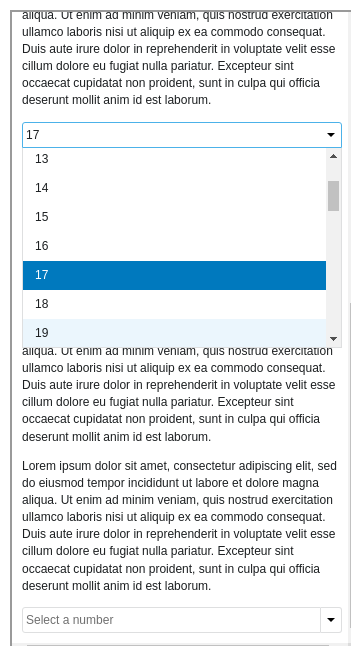 aliqua. Ut enim ad minim veniam, quis nostrud exercitation
ullamco laboris nisi ut aliquip ex ea commodo consequat.
Duis aute irure dolor in reprehenderit in voluptate velit esse
cillum dolore eu fugiat nulla pariatur. Excepteur sint
occaecat cupidatat non proident, sunt in culpa qui officia
deserunt mollit anim id est laborum.
17
13
14
15
16
17
18
19
aliqua. Ut enim ad minim veniam, quis nostrud exercitation
ullamco laboris nisi ut aliquip ex ea commodo consequat.
Duis aute irure dolor in reprehenderit in voluptate velit esse
cillum dolore eu fugiat nulla pariatur. Excepteur sint
occaecat cupidatat non proident, sunt in culpa qui officia
deserunt mollit anim id est laborum.
Lorem ipsum dolor sit amet, consectetur adipiscing elit, sed
do eiusmod tempor incididunt ut labore et dolore magna
aliqua. Ut enim ad minim veniam, quis nostrud exercitation
ullamco laboris nisi ut aliquip ex ea commodo consequat.
Duis aute irure dolor in reprehenderit in voluptate velit esse
cillum dolore eu fugiat nulla pariatur. Excepteur sint
occaecat cupidatat non proident, sunt in culpa qui officia
deserunt mollit anim id est laborum.
Select a number